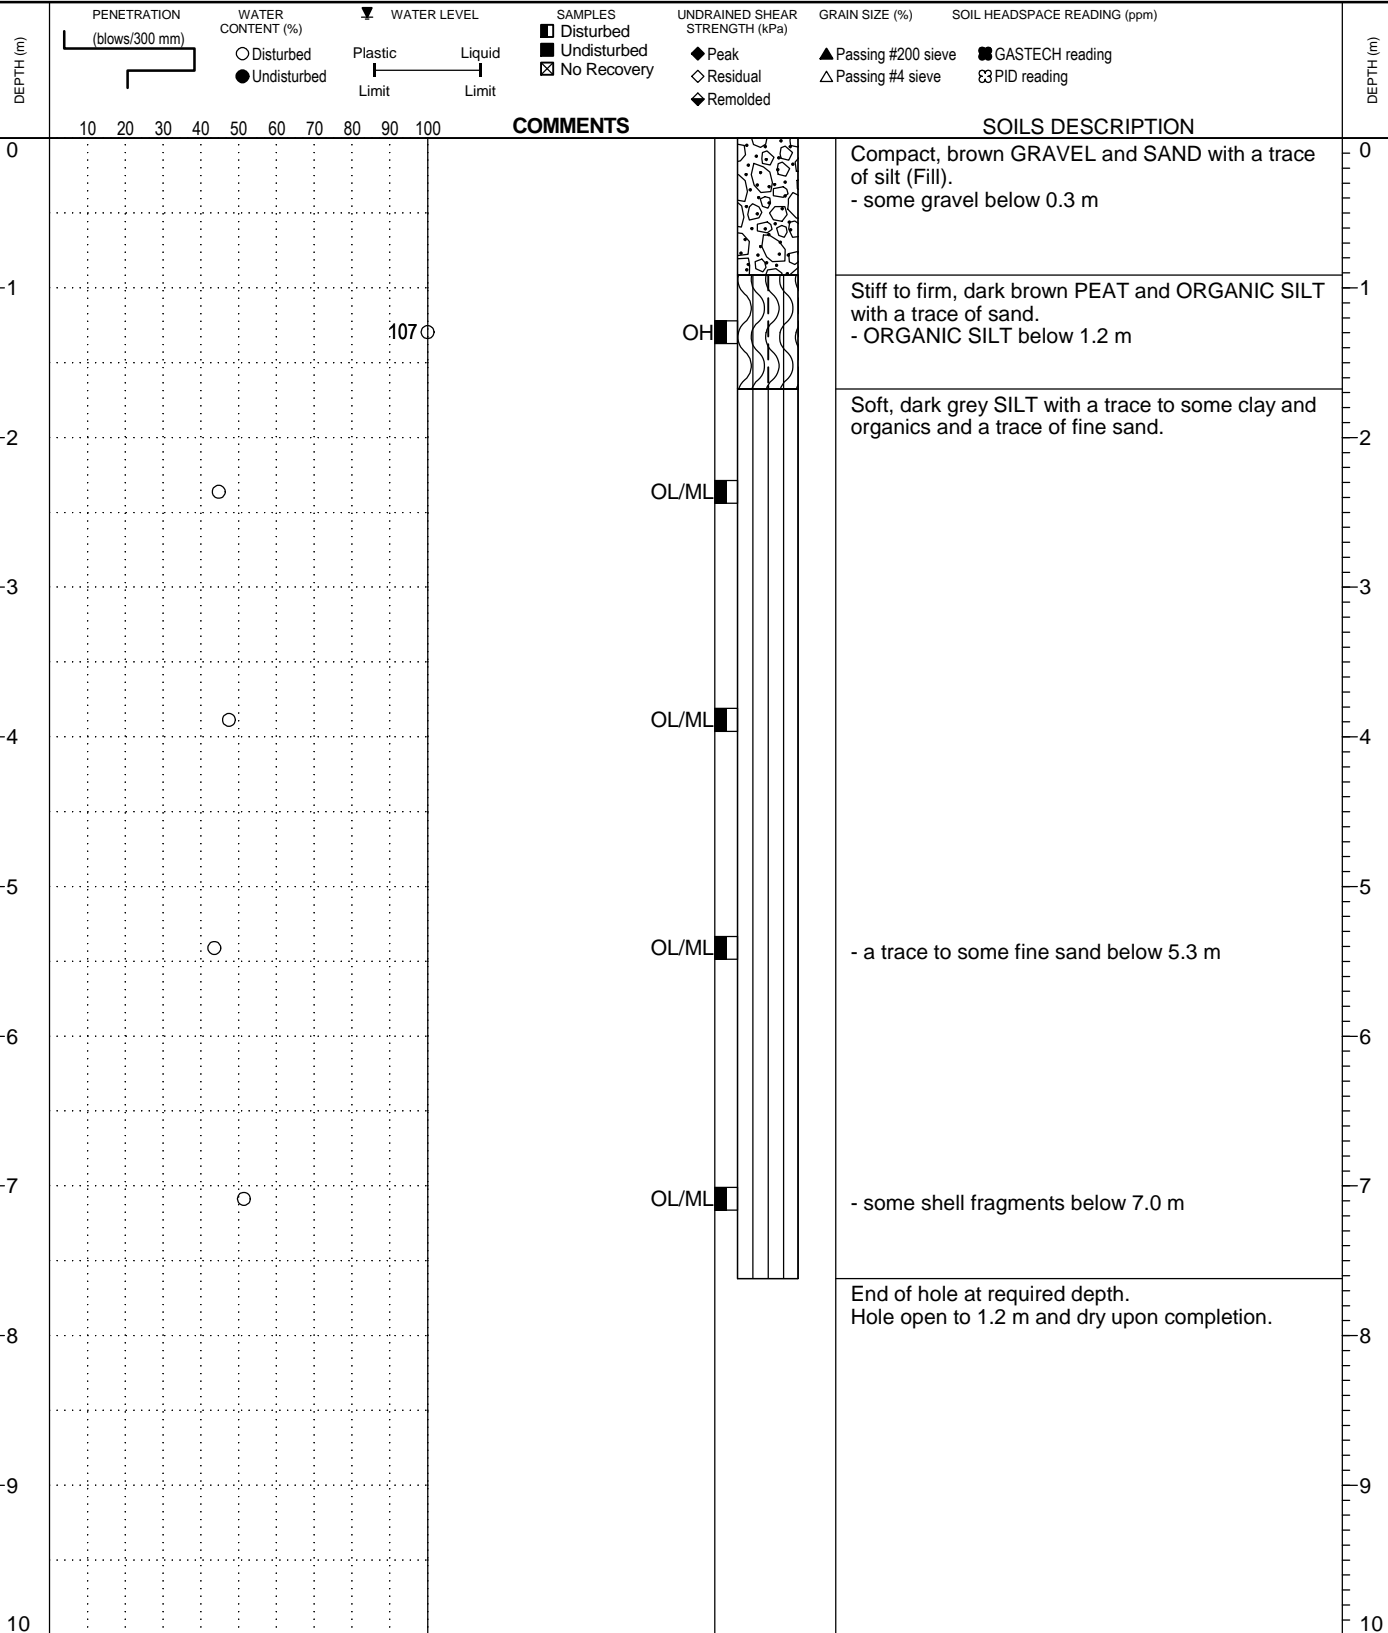 PENETRATION
(blows/300 mm)
WATER
CONTENT (%)
Disturbed
Undisturbed
WATER LEVEL
Plastic Liquid
Limit Limit
SAMPLES
Disturbed
Undisturbed
No Recovery
UNDRAINED SHEAR
STRENGTH (kPa)
Peak
Residual
Remolded
GRAIN SIZE (%)
Passing #200 sieve
Passing #4 sieve
SOIL HEADSPACE READING (ppm)
GASTECH reading
PID reading
DEPTH (m)
DEPTH (m)
10 20 30 40 50 60 70 80 90 100
COMMENTS
SOILS DESCRIPTION
0 0
Compact, brown GRAVEL and SAND with a trace
of silt (Fill).
- some gravel below 0.3 m
1 1
Stiff to firm, dark brown PEAT and ORGANIC SILT
with a trace of sand.
107 OH - ORGANIC SILT below 1.2 m
Soft, dark grey SILT with a trace to some clay and
organics and a trace of fine sand.
2 2
OL/ML
3 3
OL/ML
4 4
5 5
OL/ML - a trace to some fine sand below 5.3 m
6 6
7 7
OL/ML - some shell fragments below 7.0 m
End of hole at required depth.
Hole open to 1.2 m and dry upon completion.
8 8
9 9
10 10